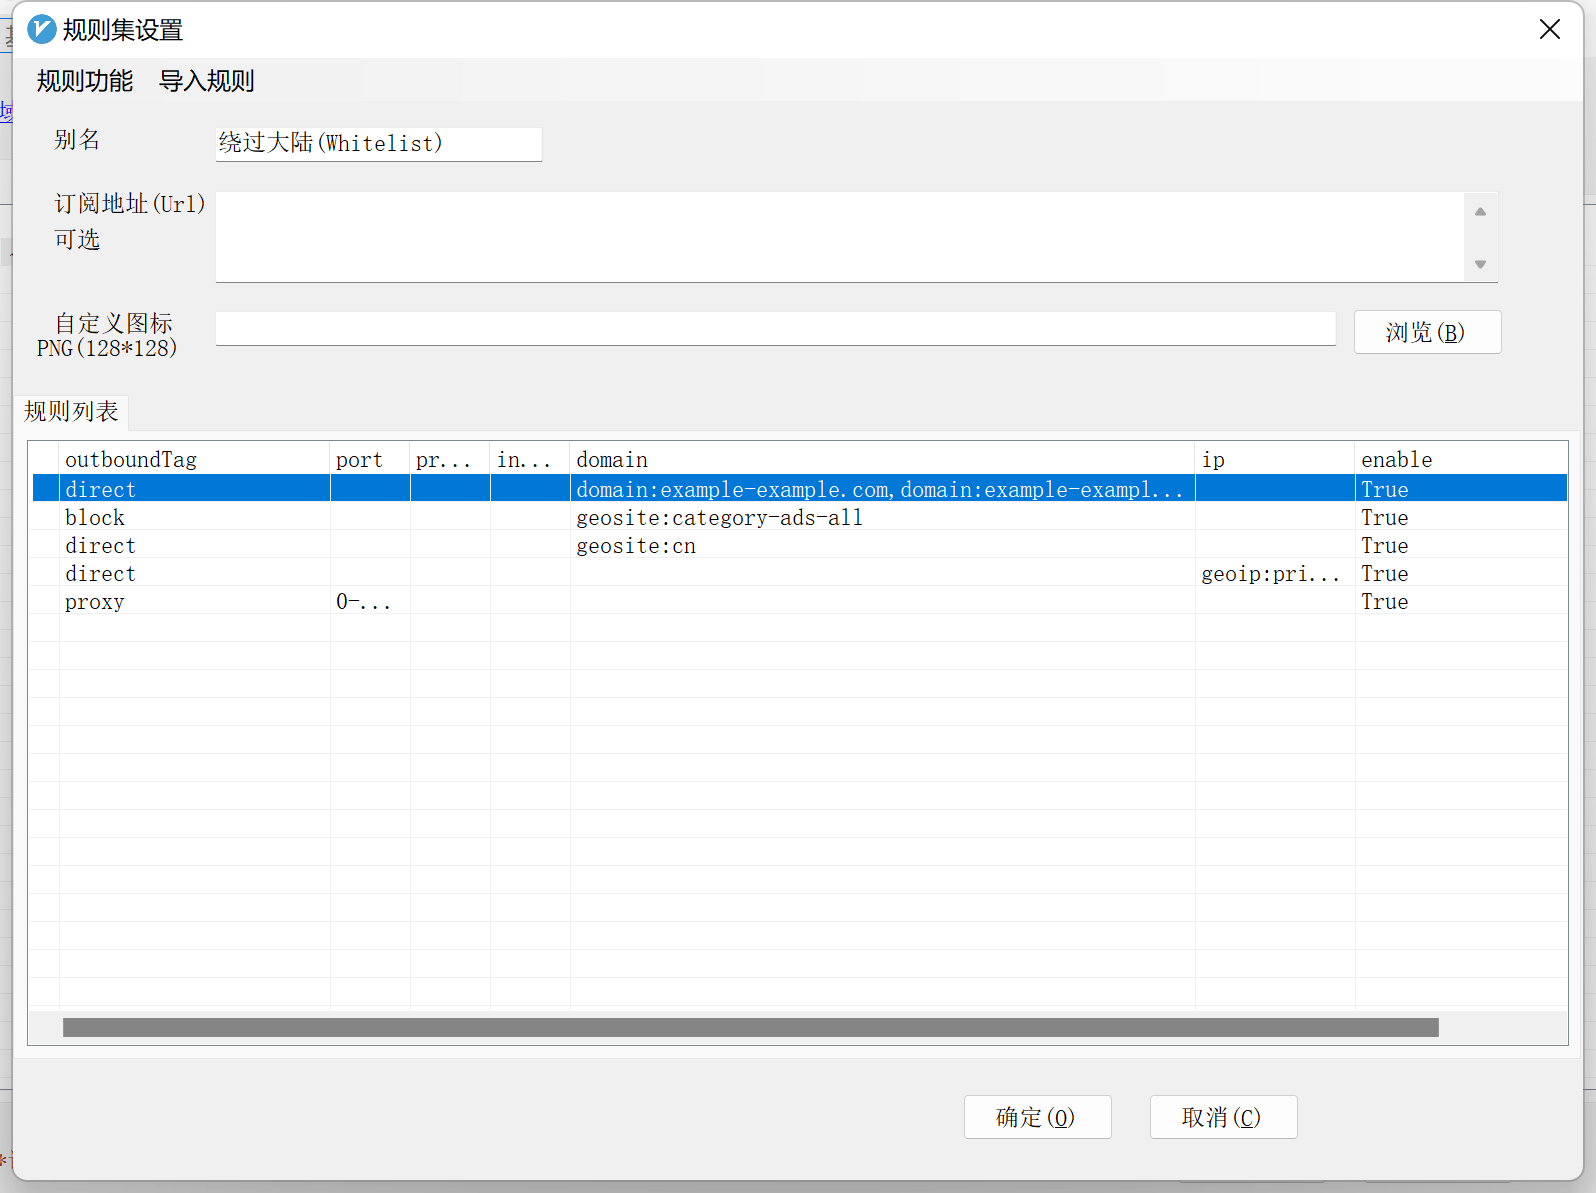 规则集设置
规则功能 导入规则
别名 绕过大陆(Whitelist)
订阅地址(Url)
可选
自定义图标
PNG(128*128)
浏览(B)
规则列表
outboundTag port pr... in... domain ip enable
direct domain:example-example.com,domain:example-exampl... True
block geosite:category-ads-all True
direct geosite:cn True
direct geoip:pri... True
proxy 0-... True
确定(O) 取消(C)